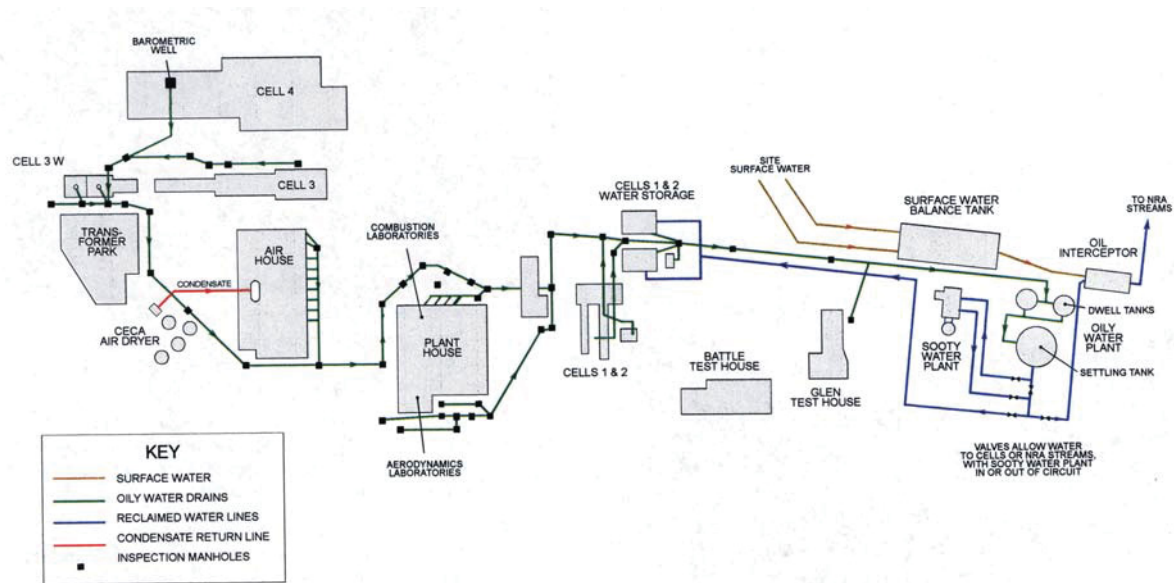 BAROMETRIC
WELL
CELL 4
CELL 3 W
CELL 3
TRANS-
FORMER
PARK
AIR
HOUSE
CONDENSATE
CECA
AIR DRYER
COMBUSTION
LABORATORIES
PLANT
HOUSE
AERODYNAMICS
LABORATORIES
CELLS 1 & 2
WATER STORAGE
CELLS 1 & 2
SITE
SURFACE WATER
SURFACE WATER
BALANCE TANK
TO NRA
STREAMS
OIL
INTERCEPTOR
DWELL TANKS
OILY
WATER
PLANT
SETTLING TANK
SOOTY
WATER
PLANT
BATTLE
TEST HOUSE
GLEN
TEST HOUSE
VALVES ALLOW WATER
TO CELLS OR NRA STREAMS,
WITH SOOTY WATER PLANT
IN OR OUT OF CIRCUIT
KEY
SURFACE WATER
OILY WATER DRAINS
RECLAIMED WATER LINES
CONDENSATE RETURN LINE
INSPECTION MANHOLES